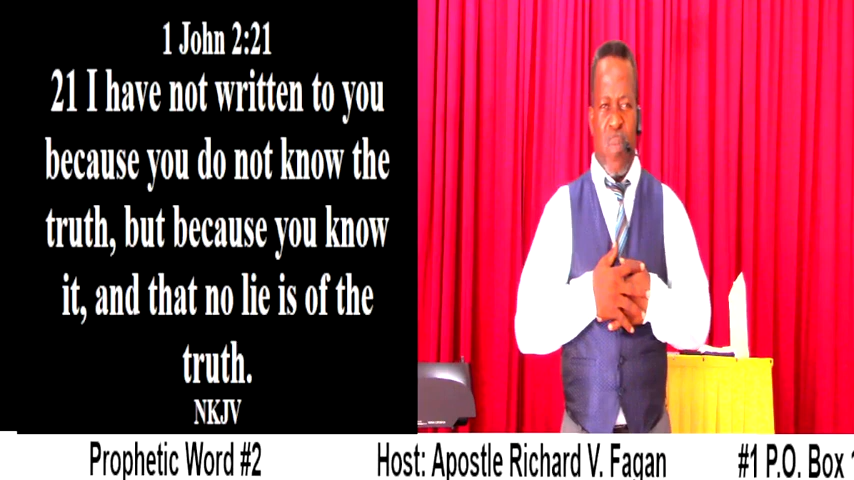 1 John 2:21
21 I have not written to you
because you do not know the
truth, but because you know
it, and that no lie is of the
truth.
NKJV
Prophetic Word #2 Host: Apostle Richard V. Fagan #1 P.O. Box